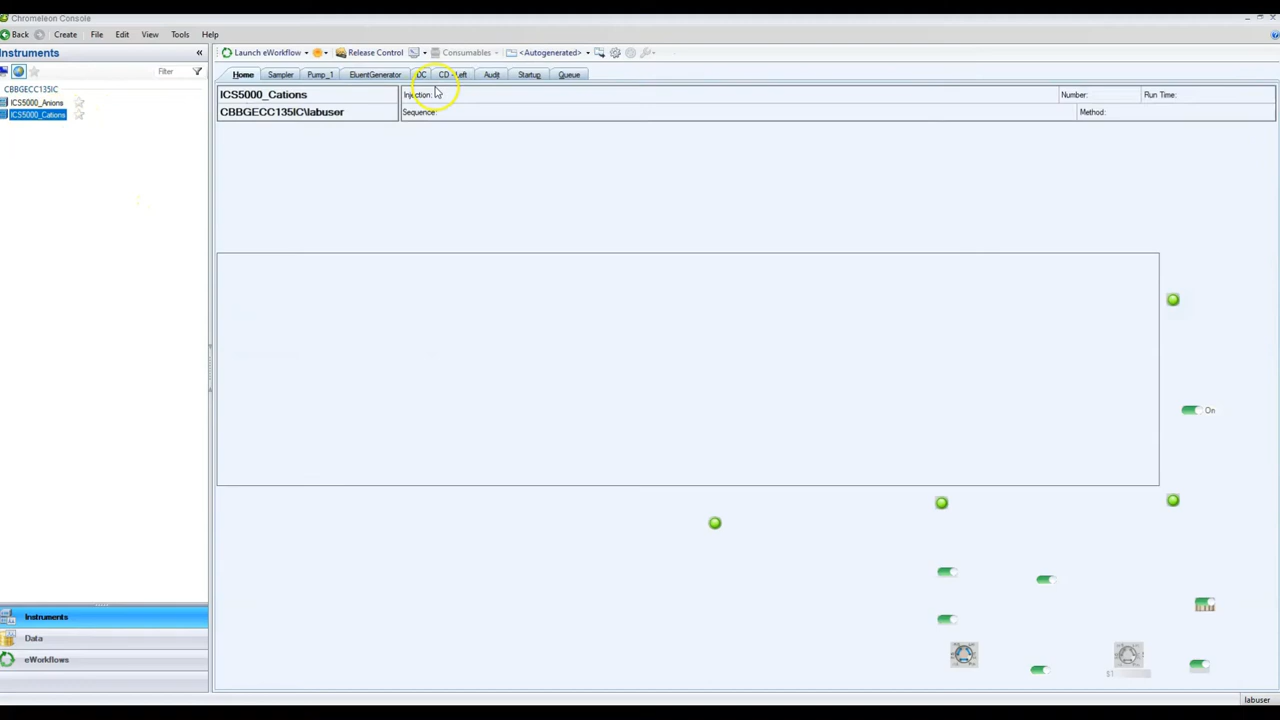 Chromeleon Console
Back Create File Edit View Tools Help
Instruments
Launch eWorkflow Release Control Consumables <Autogenerated>
Filter
Home Sampler Pump_1 EluentGenerator DC CD - Left Audit Startup Queue
CBBGECC135IC
ICS5000_Anions
ICS5000_Cations
ICS5000_Cations Injection: Number: Run Time:
CBBGECC135IC\labuser Sequence: Method:
On
Instruments
Data
eWorkflows
labuser